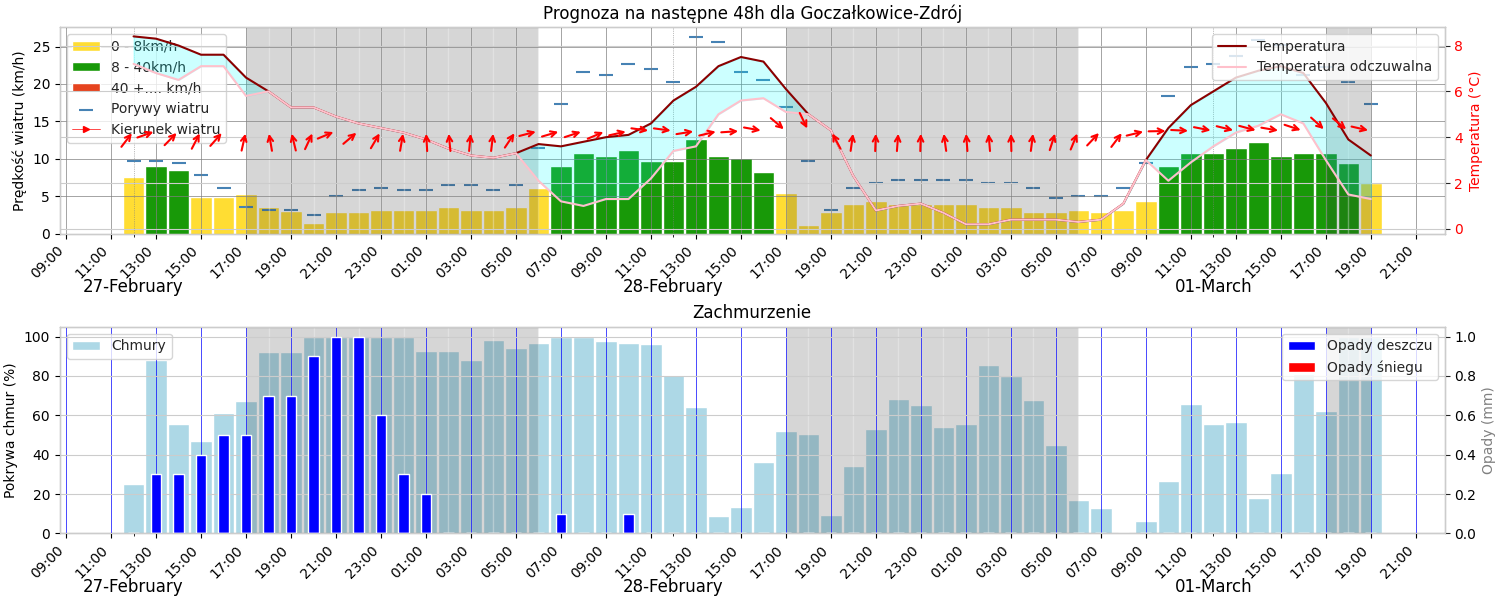 Prognoza na następne 48h dla Goczałkowice-Zdrój
Prędkość wiatru (km/h)
25
20
15
10
5
0
0 - 8km/h
8 - 40km/h
40 +.... km/h
Porywy wiatru
Kierunek wiatru
Temperatura
Temperatura odczuwalna
8
6
4
2
0
Temperatura (°C)
09:00 11:00 13:00 15:00 17:00 19:00 21:00 23:00 01:00 03:00 05:00 07:00 09:00 11:00 13:00 15:00 17:00 19:00 21:00 23:00 01:00 03:00 05:00 07:00 09:00 11:00 13:00 15:00 17:00 19:00 21:00
27-February 28-February 01-March
Zachmurzenie
Pokrywa chmur (%)
100
80
60
40
20
0
Chmury
Opady deszczu
Opady śniegu
1.0
0.8
0.6
0.4
0.2
0.0
Opady (mm)
09:00 11:00 13:00 15:00 17:00 19:00 21:00 23:00 01:00 03:00 05:00 07:00 09:00 11:00 13:00 15:00 17:00 19:00 21:00 23:00 01:00 03:00 05:00 07:00 09:00 11:00 13:00 15:00 17:00 19:00 21:00
27-February 28-February 01-March